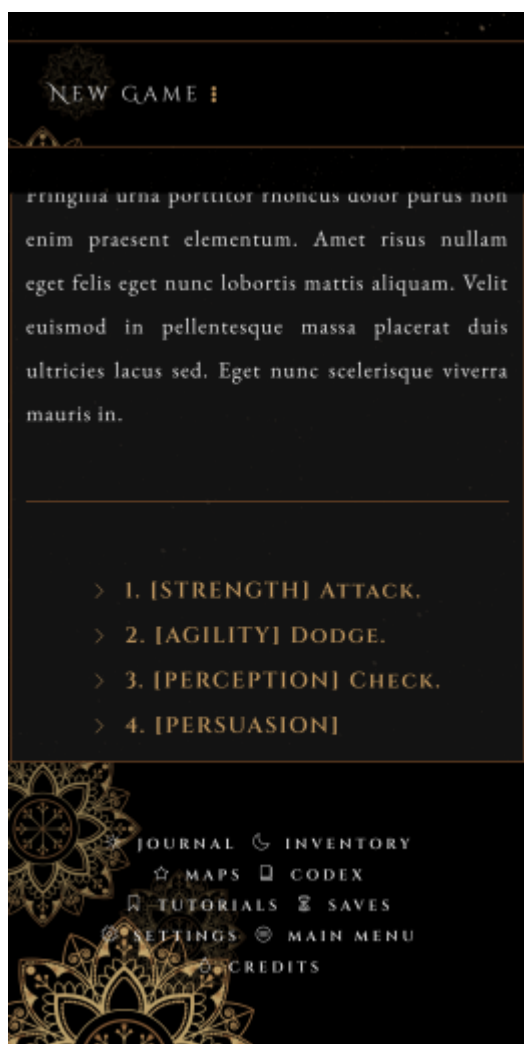 New Game
Fringilla urna porttitor rhoncus dolor purus non
enim praesent elementum. Amet risus nullam
eget felis eget nunc lobortis mattis aliquam. Velit
euismod in pellentesque massa placerat duis
ultricies lacus sed. Eget nunc scelerisque viverra
mauris in.
> 1. [STRENGTH] Attack.
> 2. [AGILITY] Dodge.
> 3. [PERCEPTION] Check.
> 4. [PERSUASION]
JOURNAL INVENTORY
MAPS CODEX
TUTORIALS SAVES
SETTINGS MAIN MENU
CREDITS